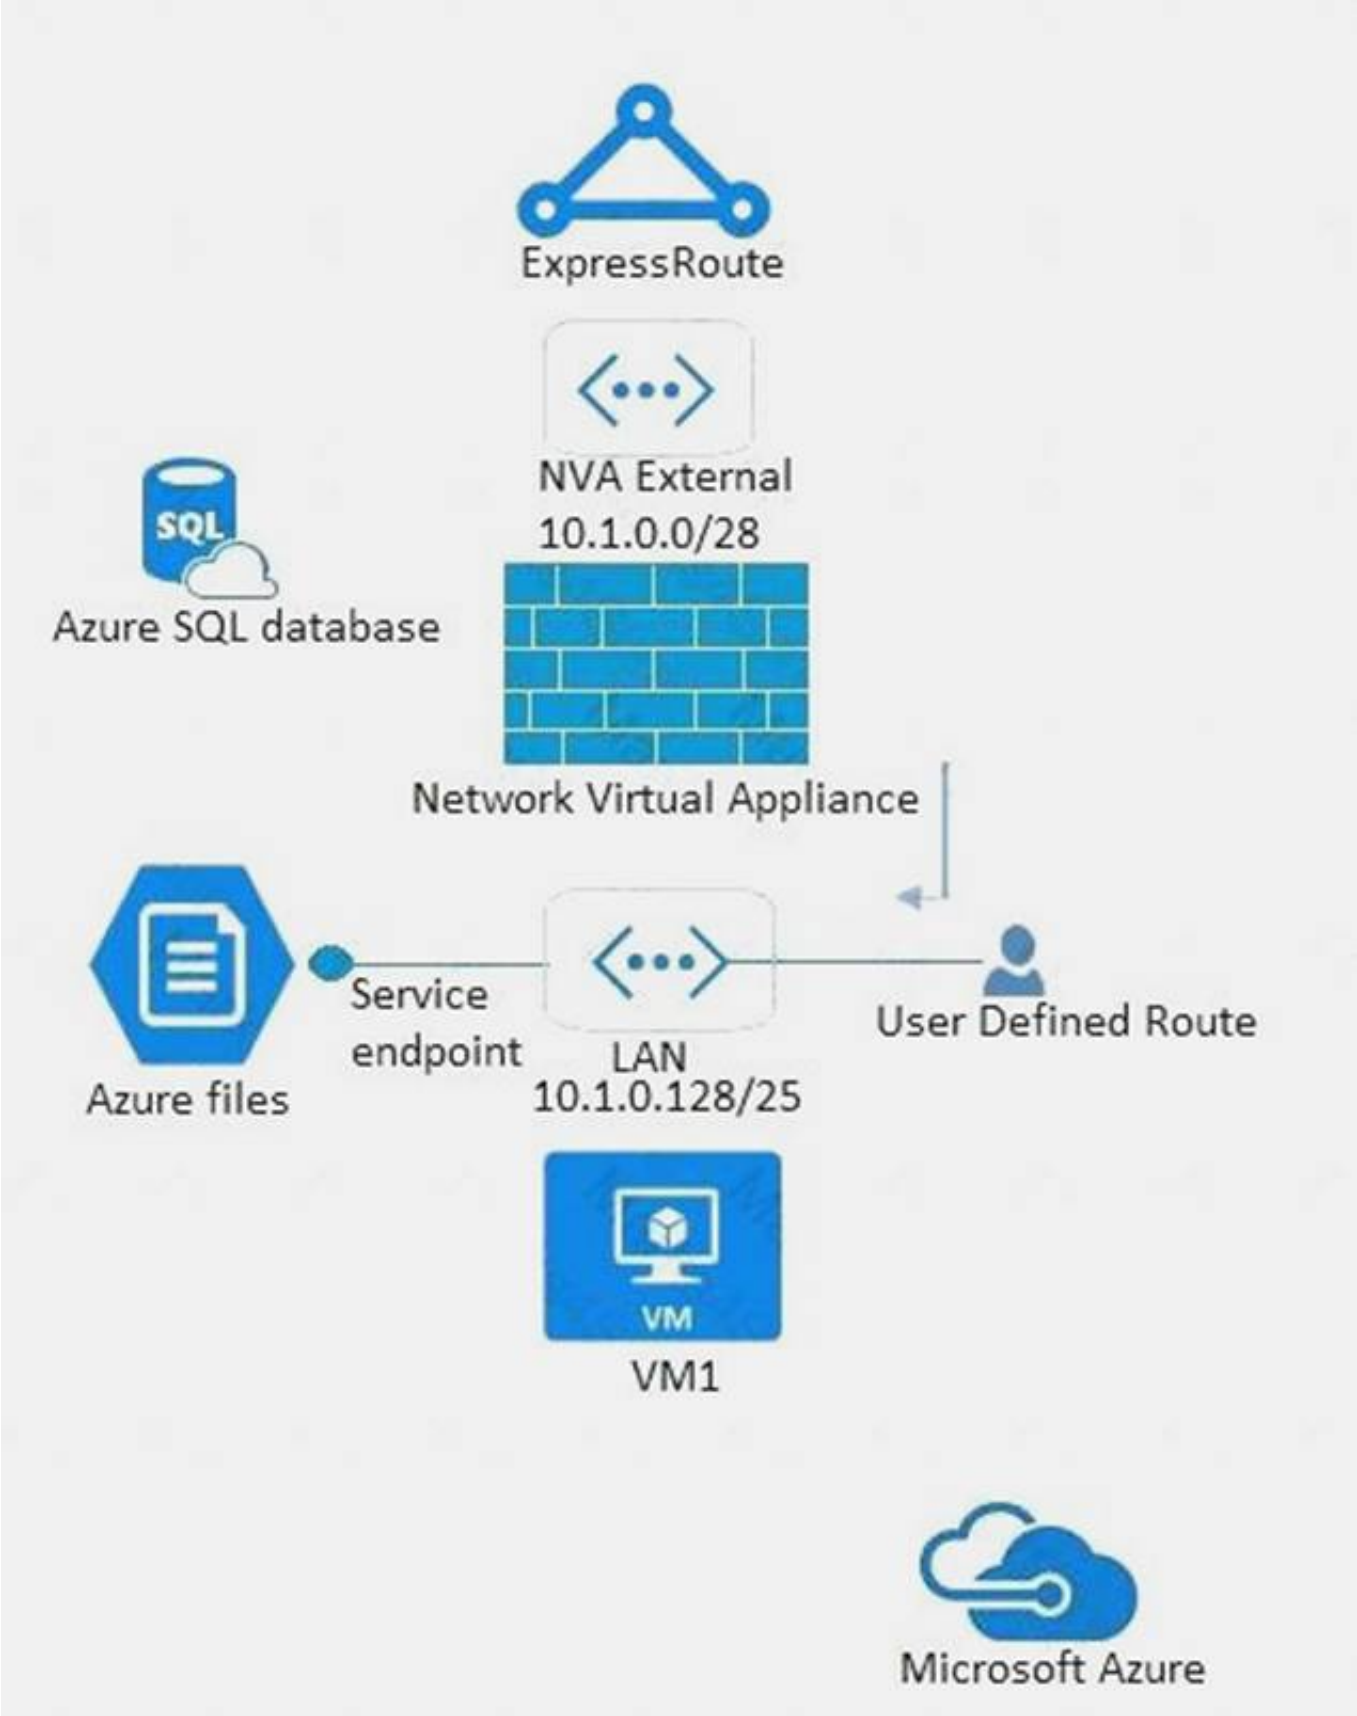 ExpressRoute
NVA External
10.1.0.0/28
SQL
Azure SQL database
Network Virtual Appliance
Service
endpoint
LAN
10.1.0.128/25
User Defined Route
Azure files
VM
VM1
Microsoft Azure